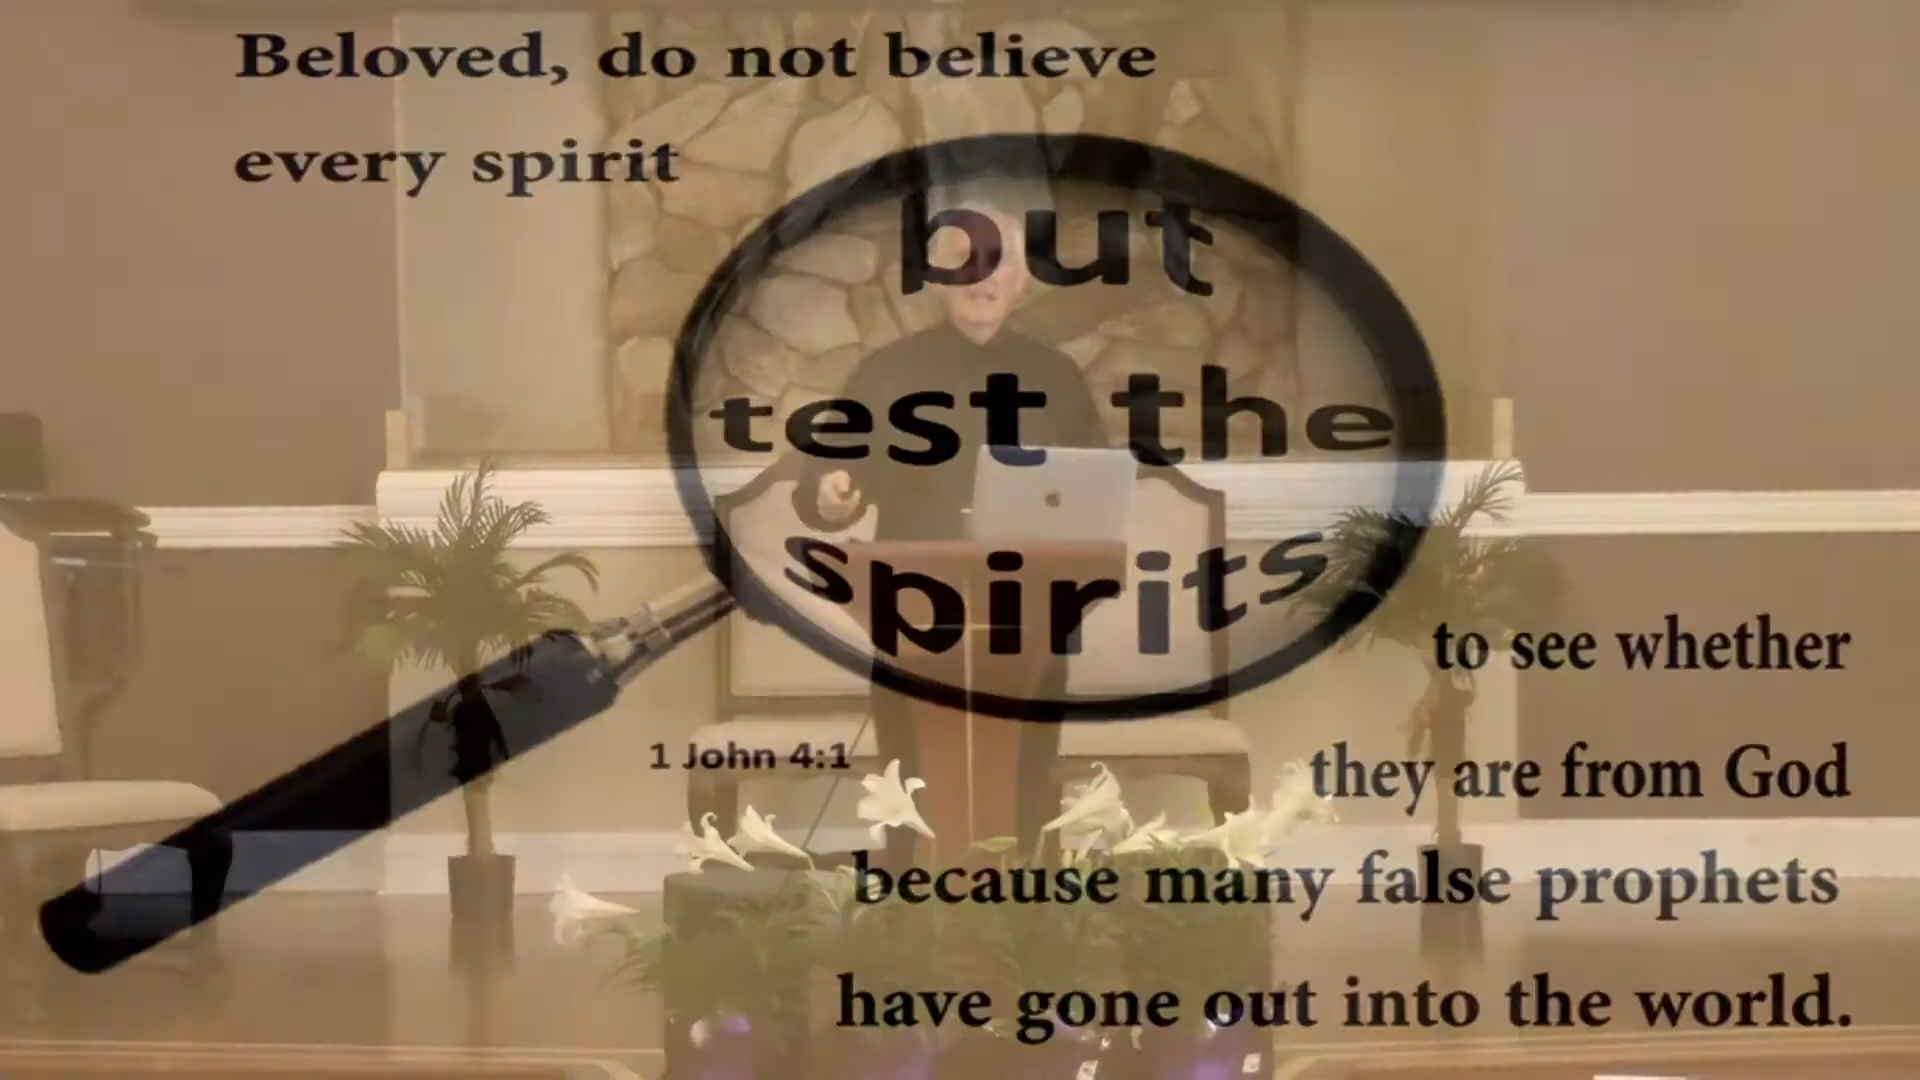 Beloved, do not believe
every spirit
but
test the
spirits
to see whether
they are from God
1 John 4:1
because many false prophets
have gone out into the world.